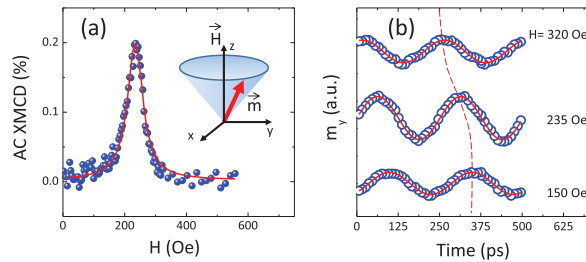 (a)
AC XMCD (%)
0.2
0.1
0.0
0
200
400
600
H (Oe)
H
z
m
x
y
(b)
m_y (a.u.)
H= 320 Oe
235 Oe
150 Oe
0
125
250
375
500
625
Time (ps)